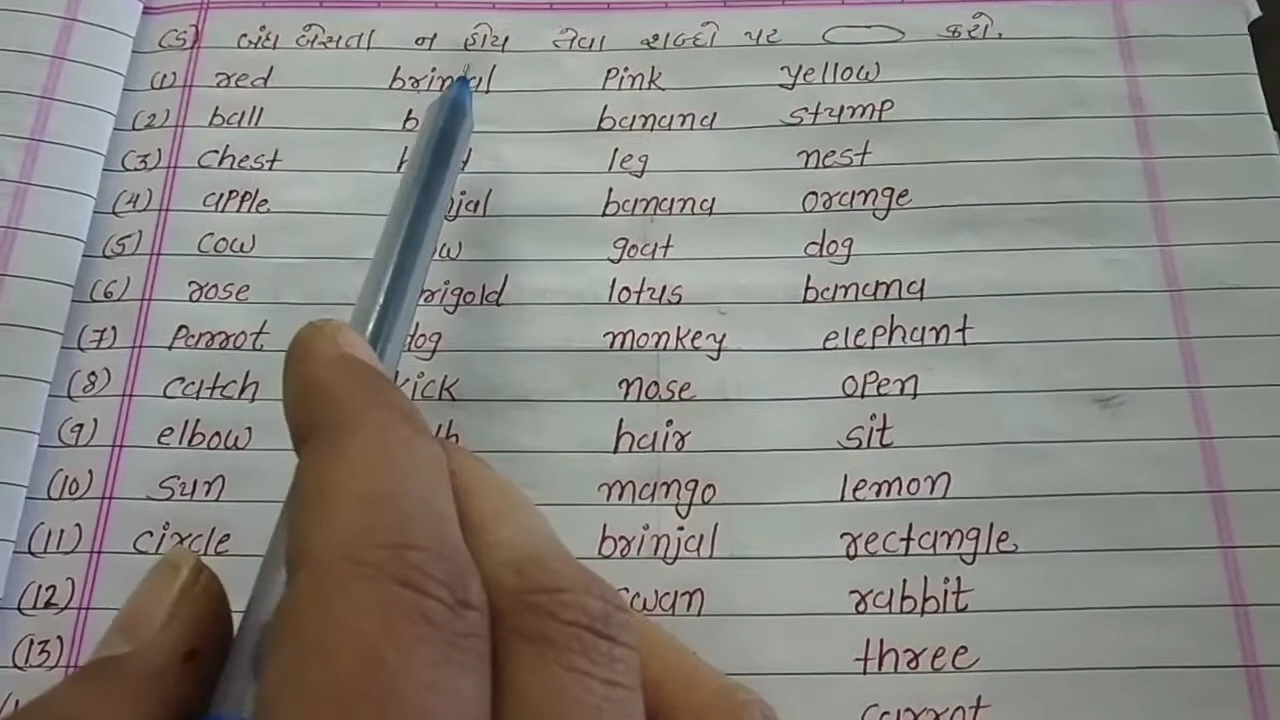 (5) બંધ બેસતા ન હોય તેવા શબ્દો પર કરો.
(1) red brinjal Pink yellow
(2) ball banana stump
(3) Chest leg nest
(4) apple banana orange
(5) cow goat dog
(6) rose lotus banana
(7) Parrot dog monkey elephant
(8) catch kick nose open
(9) elbow hair sit
(10) sun mango lemon
(11) circle brinjal rectangle
(12) swan rabbit
(13) three
carrot